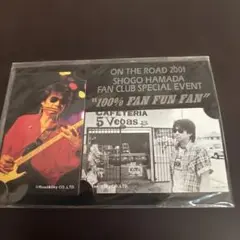 ON THE ROAD 2001
SHOGO HAMADA
FAN CLUB SPECIAL EVENT
"100% FAN FUN FAN"
CAFETERIA
5 Vegas